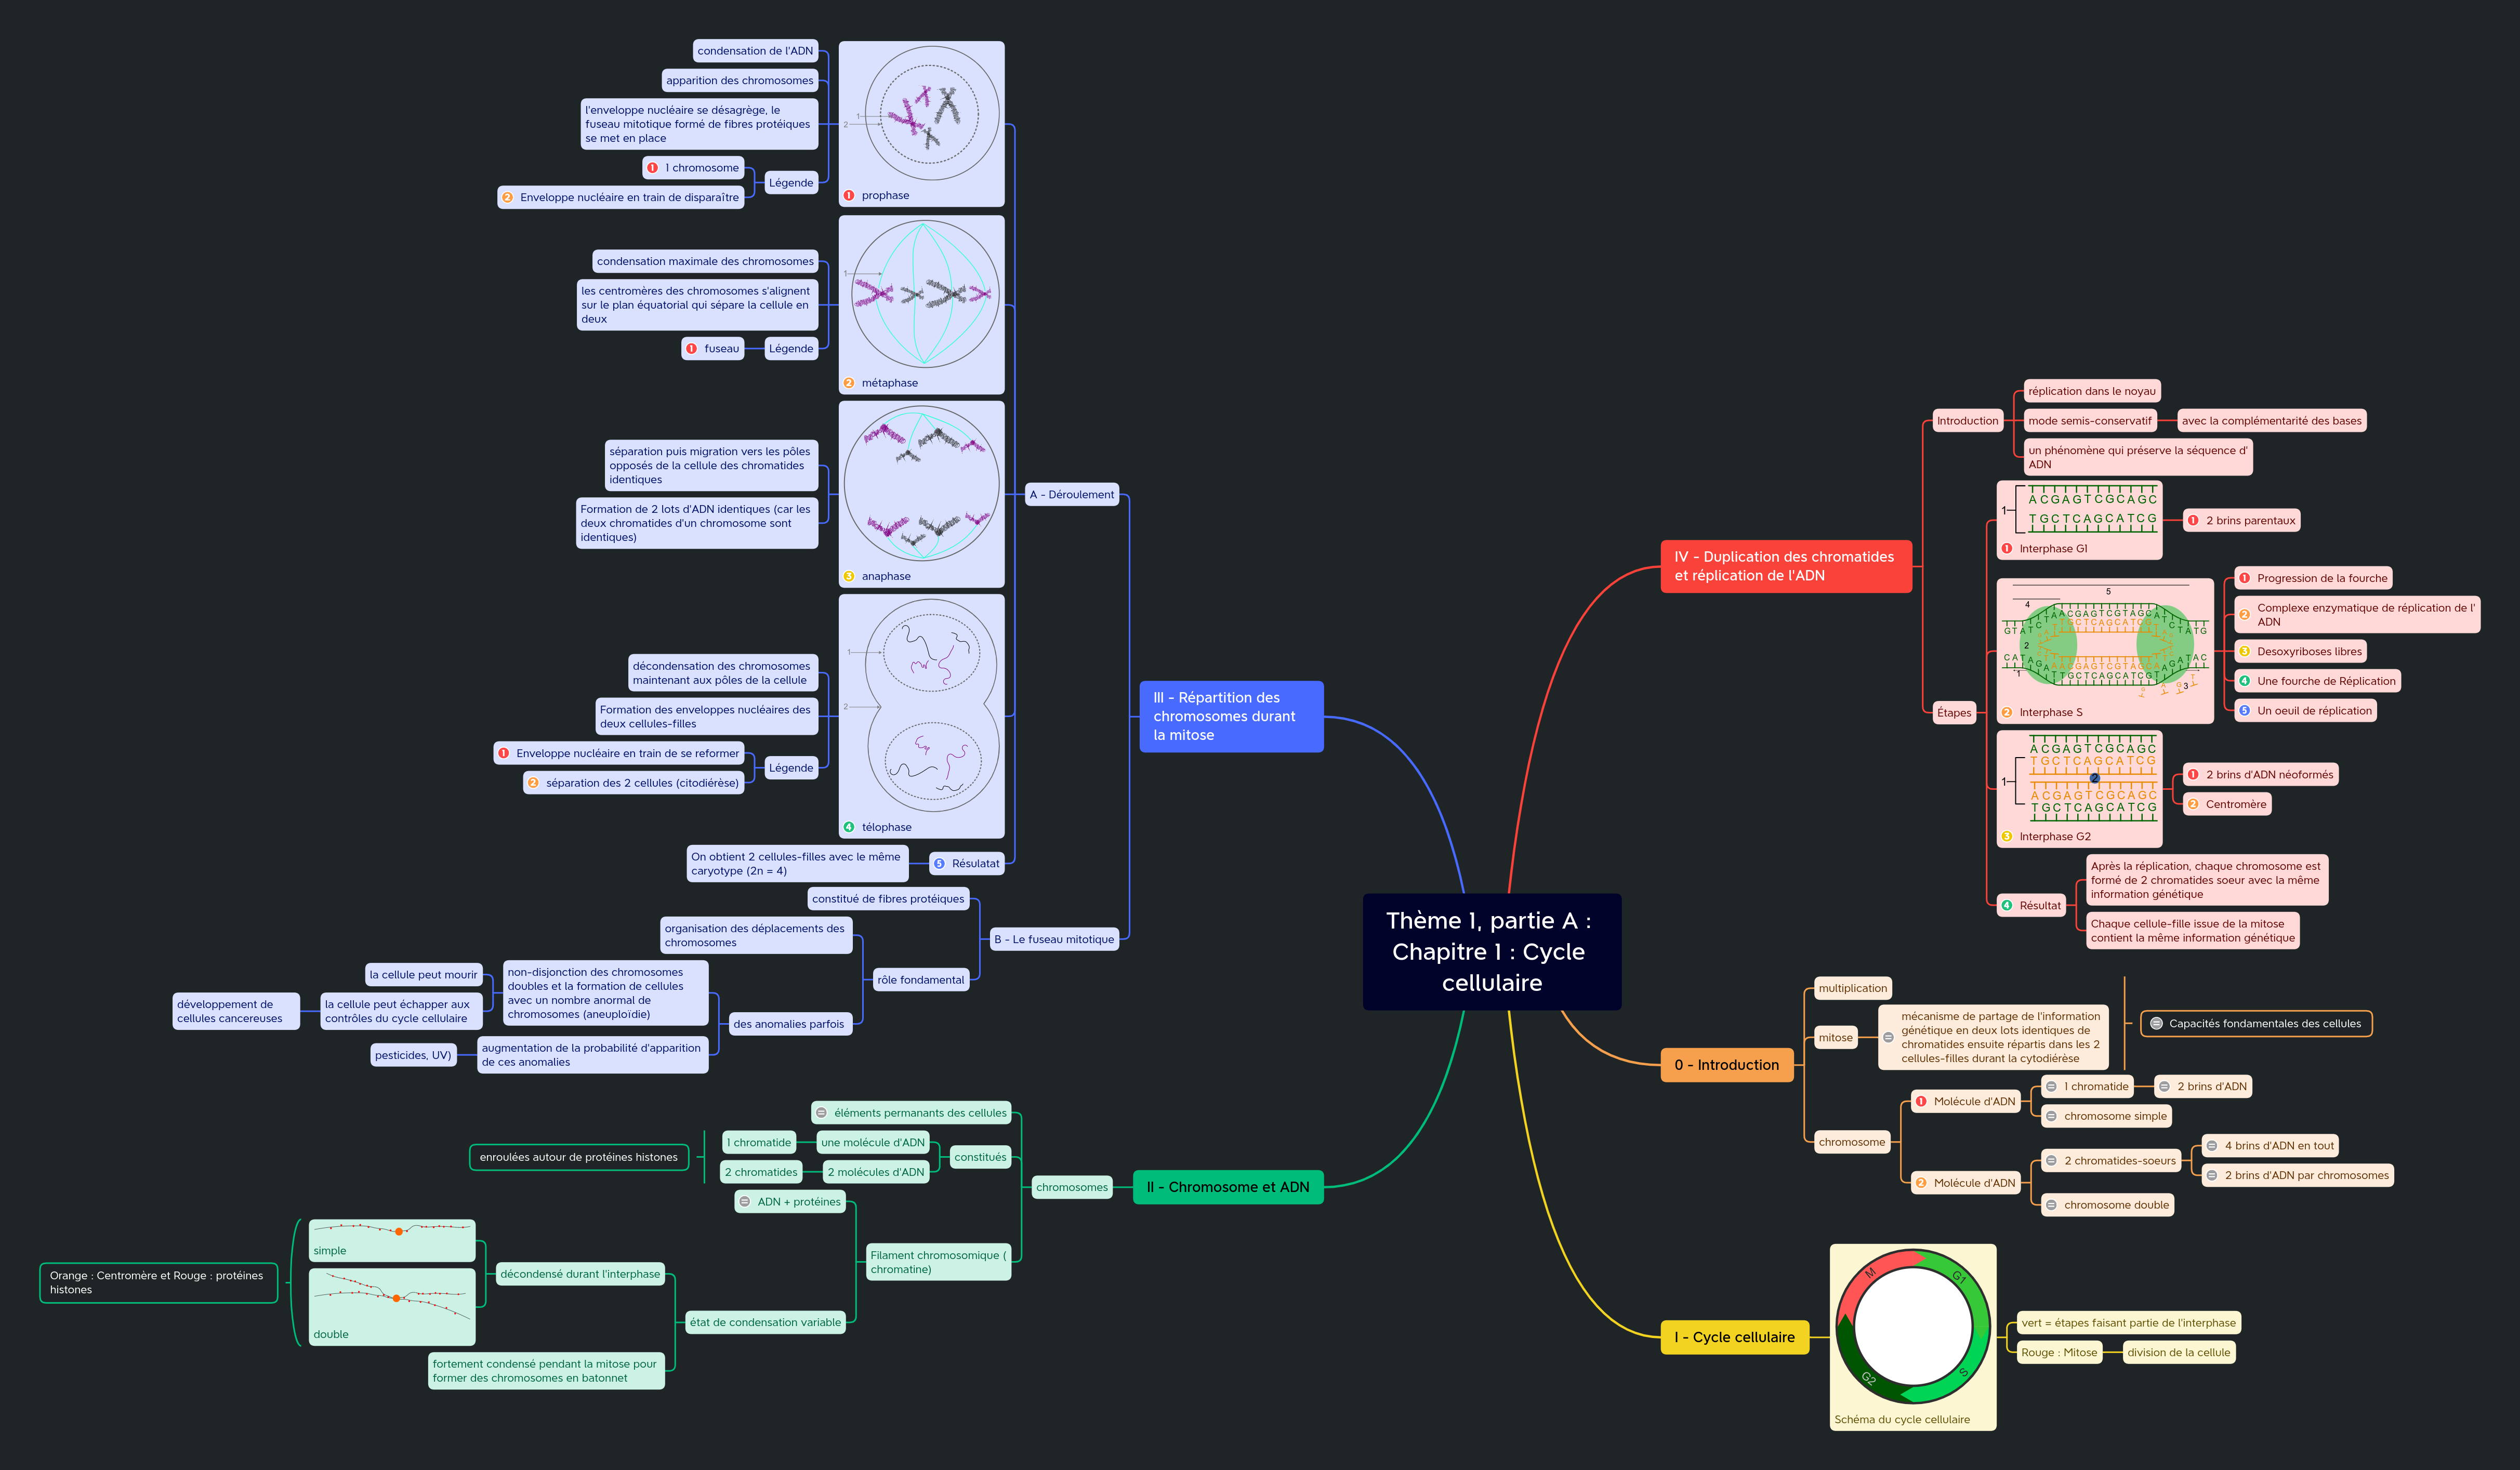 Thème 1, partie A :
Chapitre 1 : Cycle
cellulaire
0 - Introduction
multiplication
mitose
mécanisme de partage de l'information
génétique en deux lots identiques de
chromatides ensuite répartis dans les 2
cellules-filles durant la cytodiérèse
Capacités fondamentales des cellules
chromosome
1 Molécule d'ADN
1 chromatide
2 brins d'ADN
chromosome simple
2 Molécule d'ADN
2 chromatides-soeurs
4 brins d'ADN en tout
2 brins d'ADN par chromosomes
chromosome double
I - Cycle cellulaire
M
G1
S
G2
Schéma du cycle cellulaire
vert = étapes faisant partie de l'interphase
Rouge : Mitose
division de la cellule
II - Chromosome et ADN
chromosomes
éléments permanants des cellules
constitués
une molécule d'ADN
1 chromatide
2 molécules d'ADN
2 chromatides
enroulées autour de protéines histones
Filament chromosomique (
chromatine)
ADN + protéines
état de condensation variable
décondensé durant l'interphase
simple
double
Orange : Centromère et Rouge : protéines
histones
fortement condensé pendant la mitose pour
former des chromosomes en batonnet
III - Répartition des
chromosomes durant
la mitose
A - Déroulement
1
2
1 prophase
condensation de l'ADN
apparition des chromosomes
l'enveloppe nucléaire se désagrège, le
fuseau mitotique formé de fibres protéiques
se met en place
Légende
1 1 chromosome
2 Enveloppe nucléaire en train de disparaître
1
2 métaphase
condensation maximale des chromosomes
les centromères des chromosomes s'alignent
sur le plan équatorial qui sépare la cellule en
deux
Légende
1 fuseau
3 anaphase
séparation puis migration vers les pôles
opposés de la cellule des chromatides
identiques
Formation de 2 lots d'ADN identiques (car les
deux chromatides d'un chromosome sont
identiques)
1
2
4 télophase
décondensation des chromosomes
maintenant aux pôles de la cellule
Formation des enveloppes nucléaires des
deux cellules-filles
Légende
1 Enveloppe nucléaire en train de se reformer
2 séparation des 2 cellules (citodiérèse)
5 Résulatat
On obtient 2 cellules-filles avec le même
caryotype (2n = 4)
B - Le fuseau mitotique
constitué de fibres protéiques
rôle fondamental
organisation des déplacements des
chromosomes
des anomalies parfois
non-disjonction des chromosomes
doubles et la formation de cellules
avec un nombre anormal de
chromosomes (aneuploïdie)
la cellule peut mourir
la cellule peut échapper aux
contrôles du cycle cellulaire
développement de
cellules cancereuses
augmentation de la probabilité d'apparition
de ces anomalies
pesticides, UV)
IV - Duplication des chromatides
et réplication de l'ADN
Introduction
réplication dans le noyau
mode semis-conservatif
avec la complémentarité des bases
un phénomène qui préserve la séquence d'
ADN
Étapes
ACGAGTCGCAGC
1
TGCTCAGCATCG
1 Interphase G1
1 2 brins parentaux
5
4
2
1
3
2 Interphase S
1 Progression de la fourche
2 Complexe enzymatique de réplication de l'
ADN
3 Desoxyriboses libres
4 Une fourche de Réplication
5 Un oeuil de réplication
ACGAGTCGCAGC
TGCTCAGCATCG
1
2
ACGAGTCGCAGC
TGCTCAGCATCG
3 Interphase G2
1 2 brins d'ADN néoformés
2 Centromère
4 Résultat
Après la réplication, chaque chromosome est
formé de 2 chromatides soeur avec la même
information génétique
Chaque cellule-fille issue de la mitose
contient la même information génétique